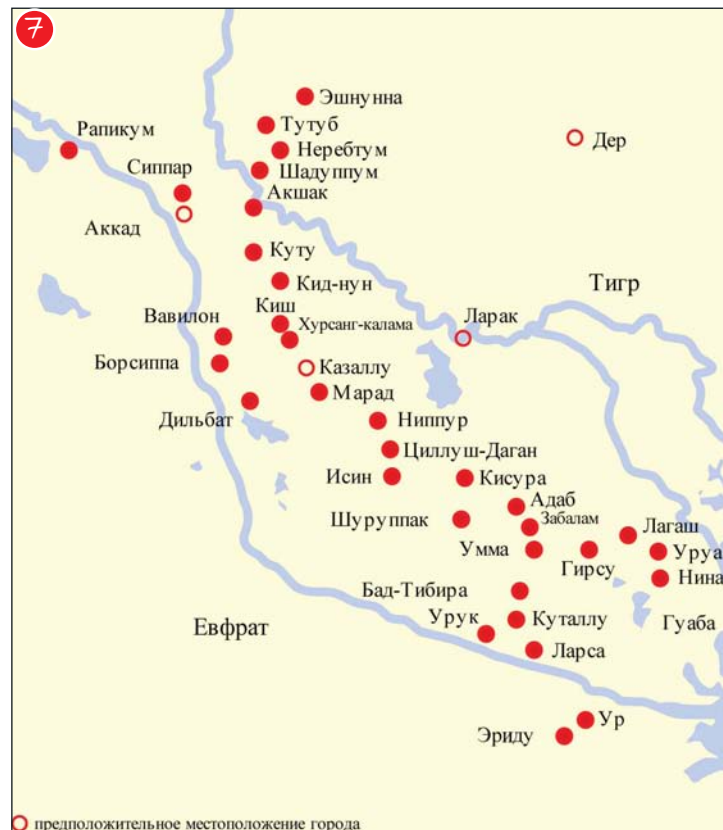 7
Эшнунна
Тутуб
Рапикум
Неребтум
Дер
Сиппар
Шадуппум
Акшак
Аккад
Куту
Кид-нун
Тигр
Киш
Ларак
Вавилон
Хурсанг-калама
Борсиппа
Казаллу
Марад
Дильбат
Ниппур
Циллуш-Даган
Исин
Кисура
Адаб
Шуруппак
Забалам
Лагаш
Умма
Гирсу
Уруа
Нина
Бад-Тибира
Урук
Куталлу
Гуаба
Евфрат
Ларса
Ур
Эриду
предположительное местоположение города